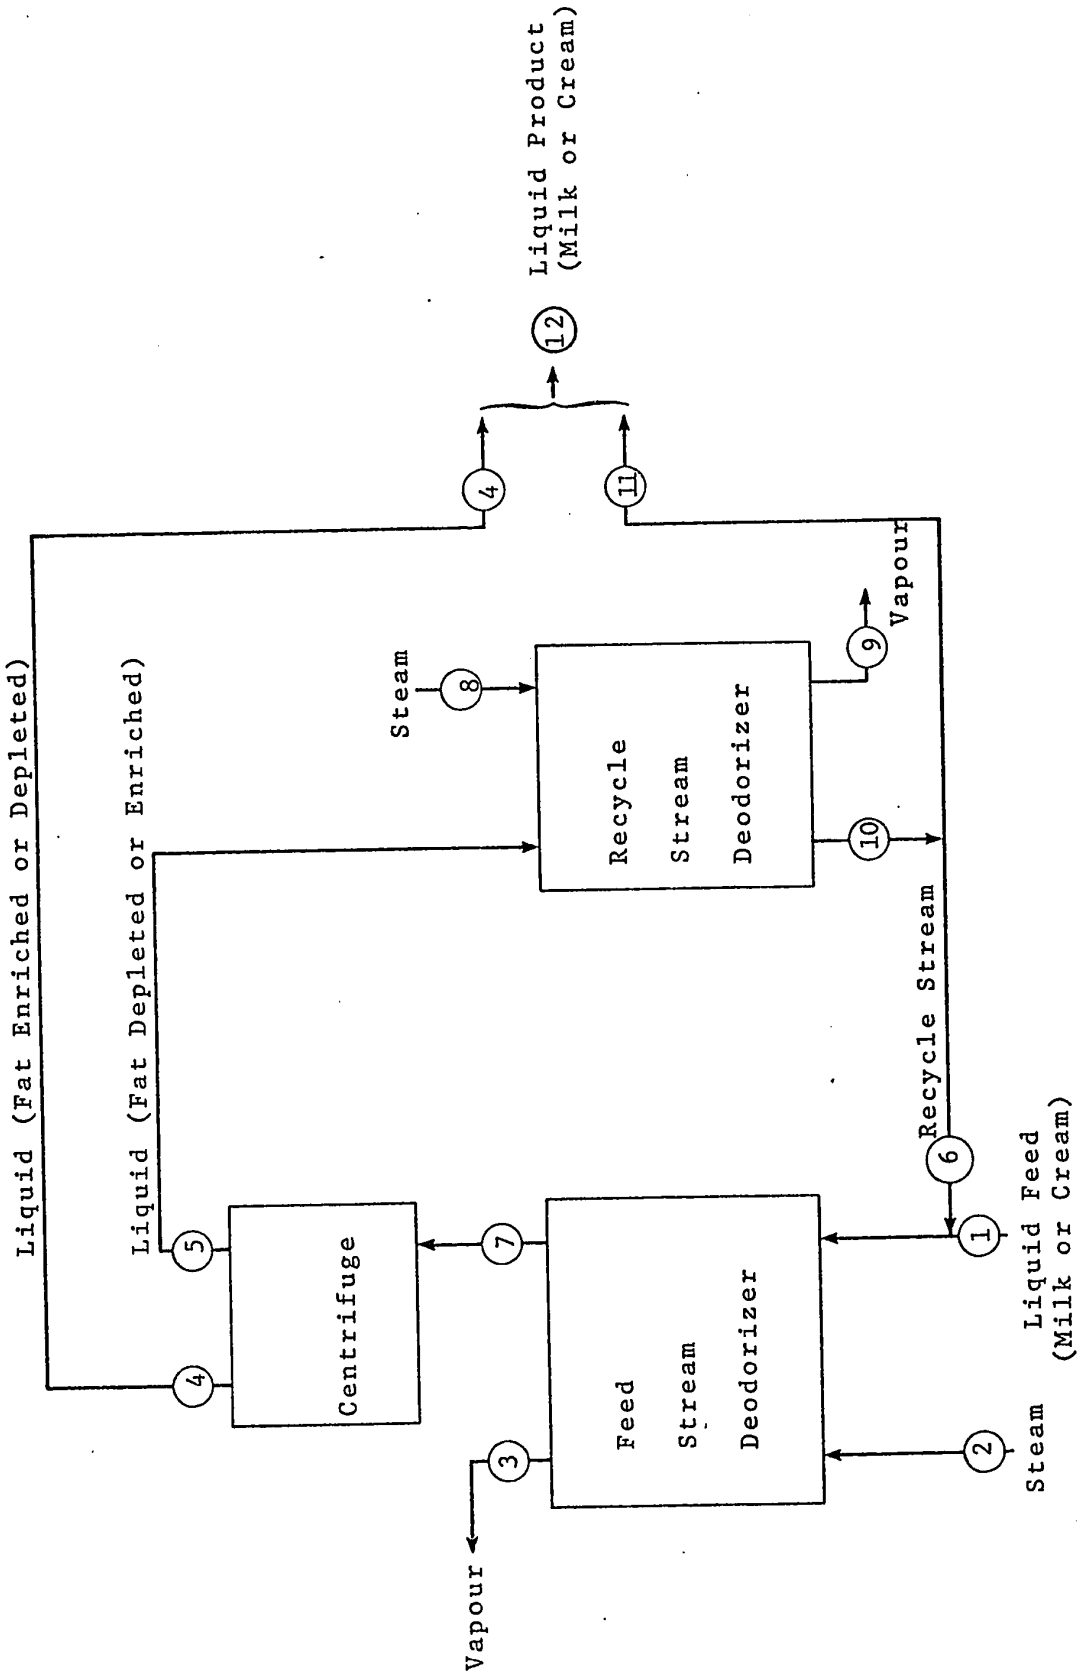 Liquid (Fat Enriched or Depleted)
Liquid (Fat Depleted or Enriched)
4
5
Centrifuge
Vapour
3
7
Feed
Stream
Deodorizer
2
Steam
1
Liquid Feed
(Milk or Cream)
6
Recycle Stream
Steam
8
Recycle
Stream
Deodorizer
10
9
Vapour
4
11
12
Liquid Product
(Milk or Cream)